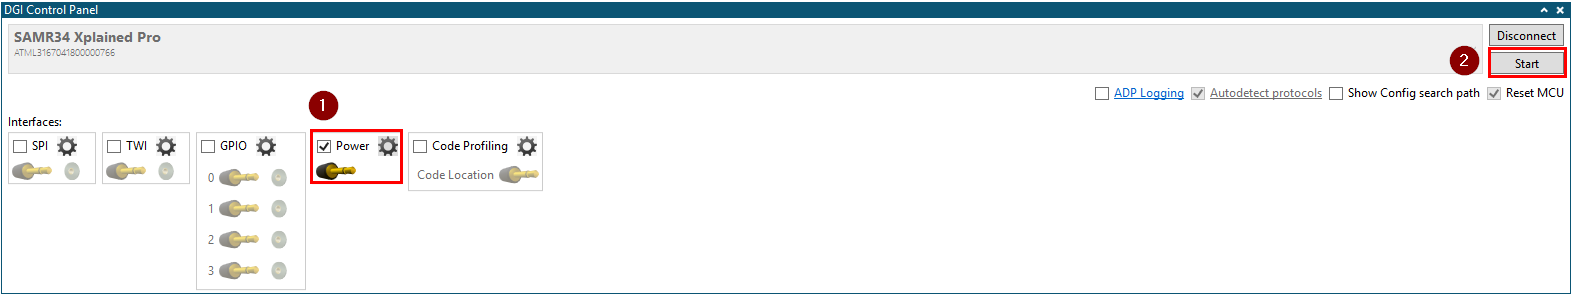 DGI Control Panel
SAMR34 Xplained Pro
ATML3167041800000766
Disconnect
2
Start
ADP Logging
Autodetect protocols
Show Config search path
Reset MCU
1
Interfaces:
SPI
TWI
GPIO
Power
Code Profiling
0
Code Location
1
2
3